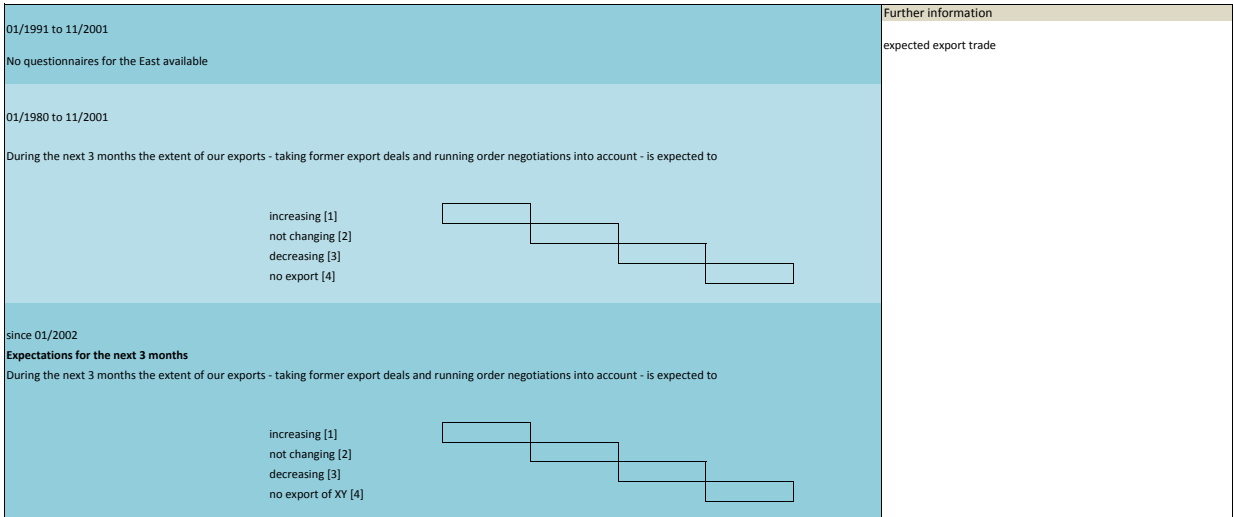 01/1991 to 11/2001
No questionnaires for the East available
01/1980 to 11/2001
During the next 3 months the extent of our exports - taking former export deals and running order negotiations into account - is expected to
increasing [1]
not changing [2]
decreasing [3]
no export [4]
since 01/2002
Expectations for the next 3 months
During the next 3 months the extent of our exports - taking former export deals and running order negotiations into account - is expected to
increasing [1]
not changing [2]
decreasing [3]
no export of XY [4]
Further information
expected export trade